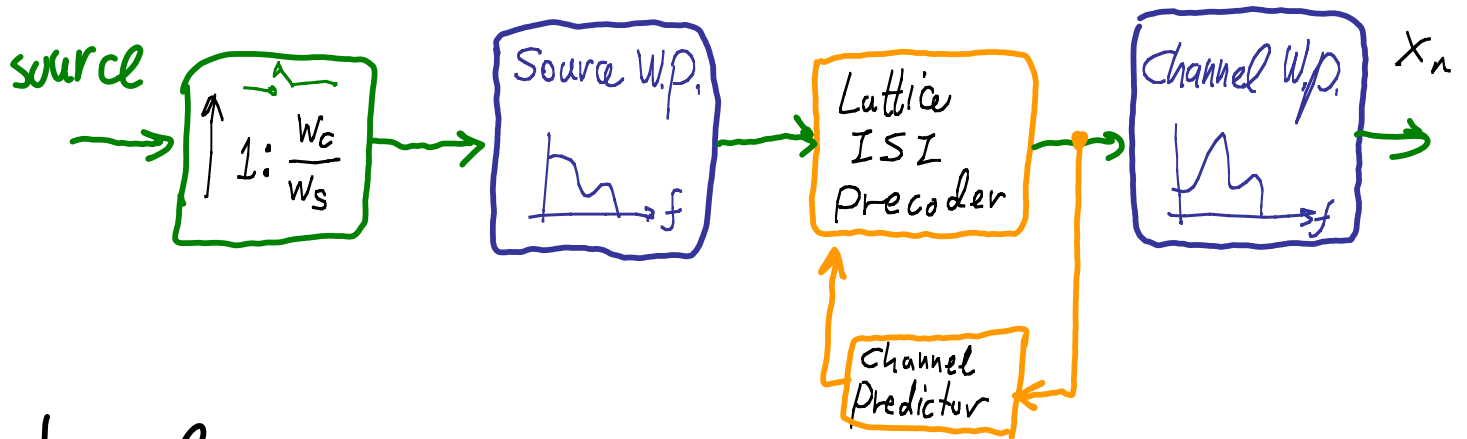 source
1: Wc/Ws
Source W.P.
f
Lattice
ISI
Precoder
Channel W.P.
f
Xn
Channel
Predictor